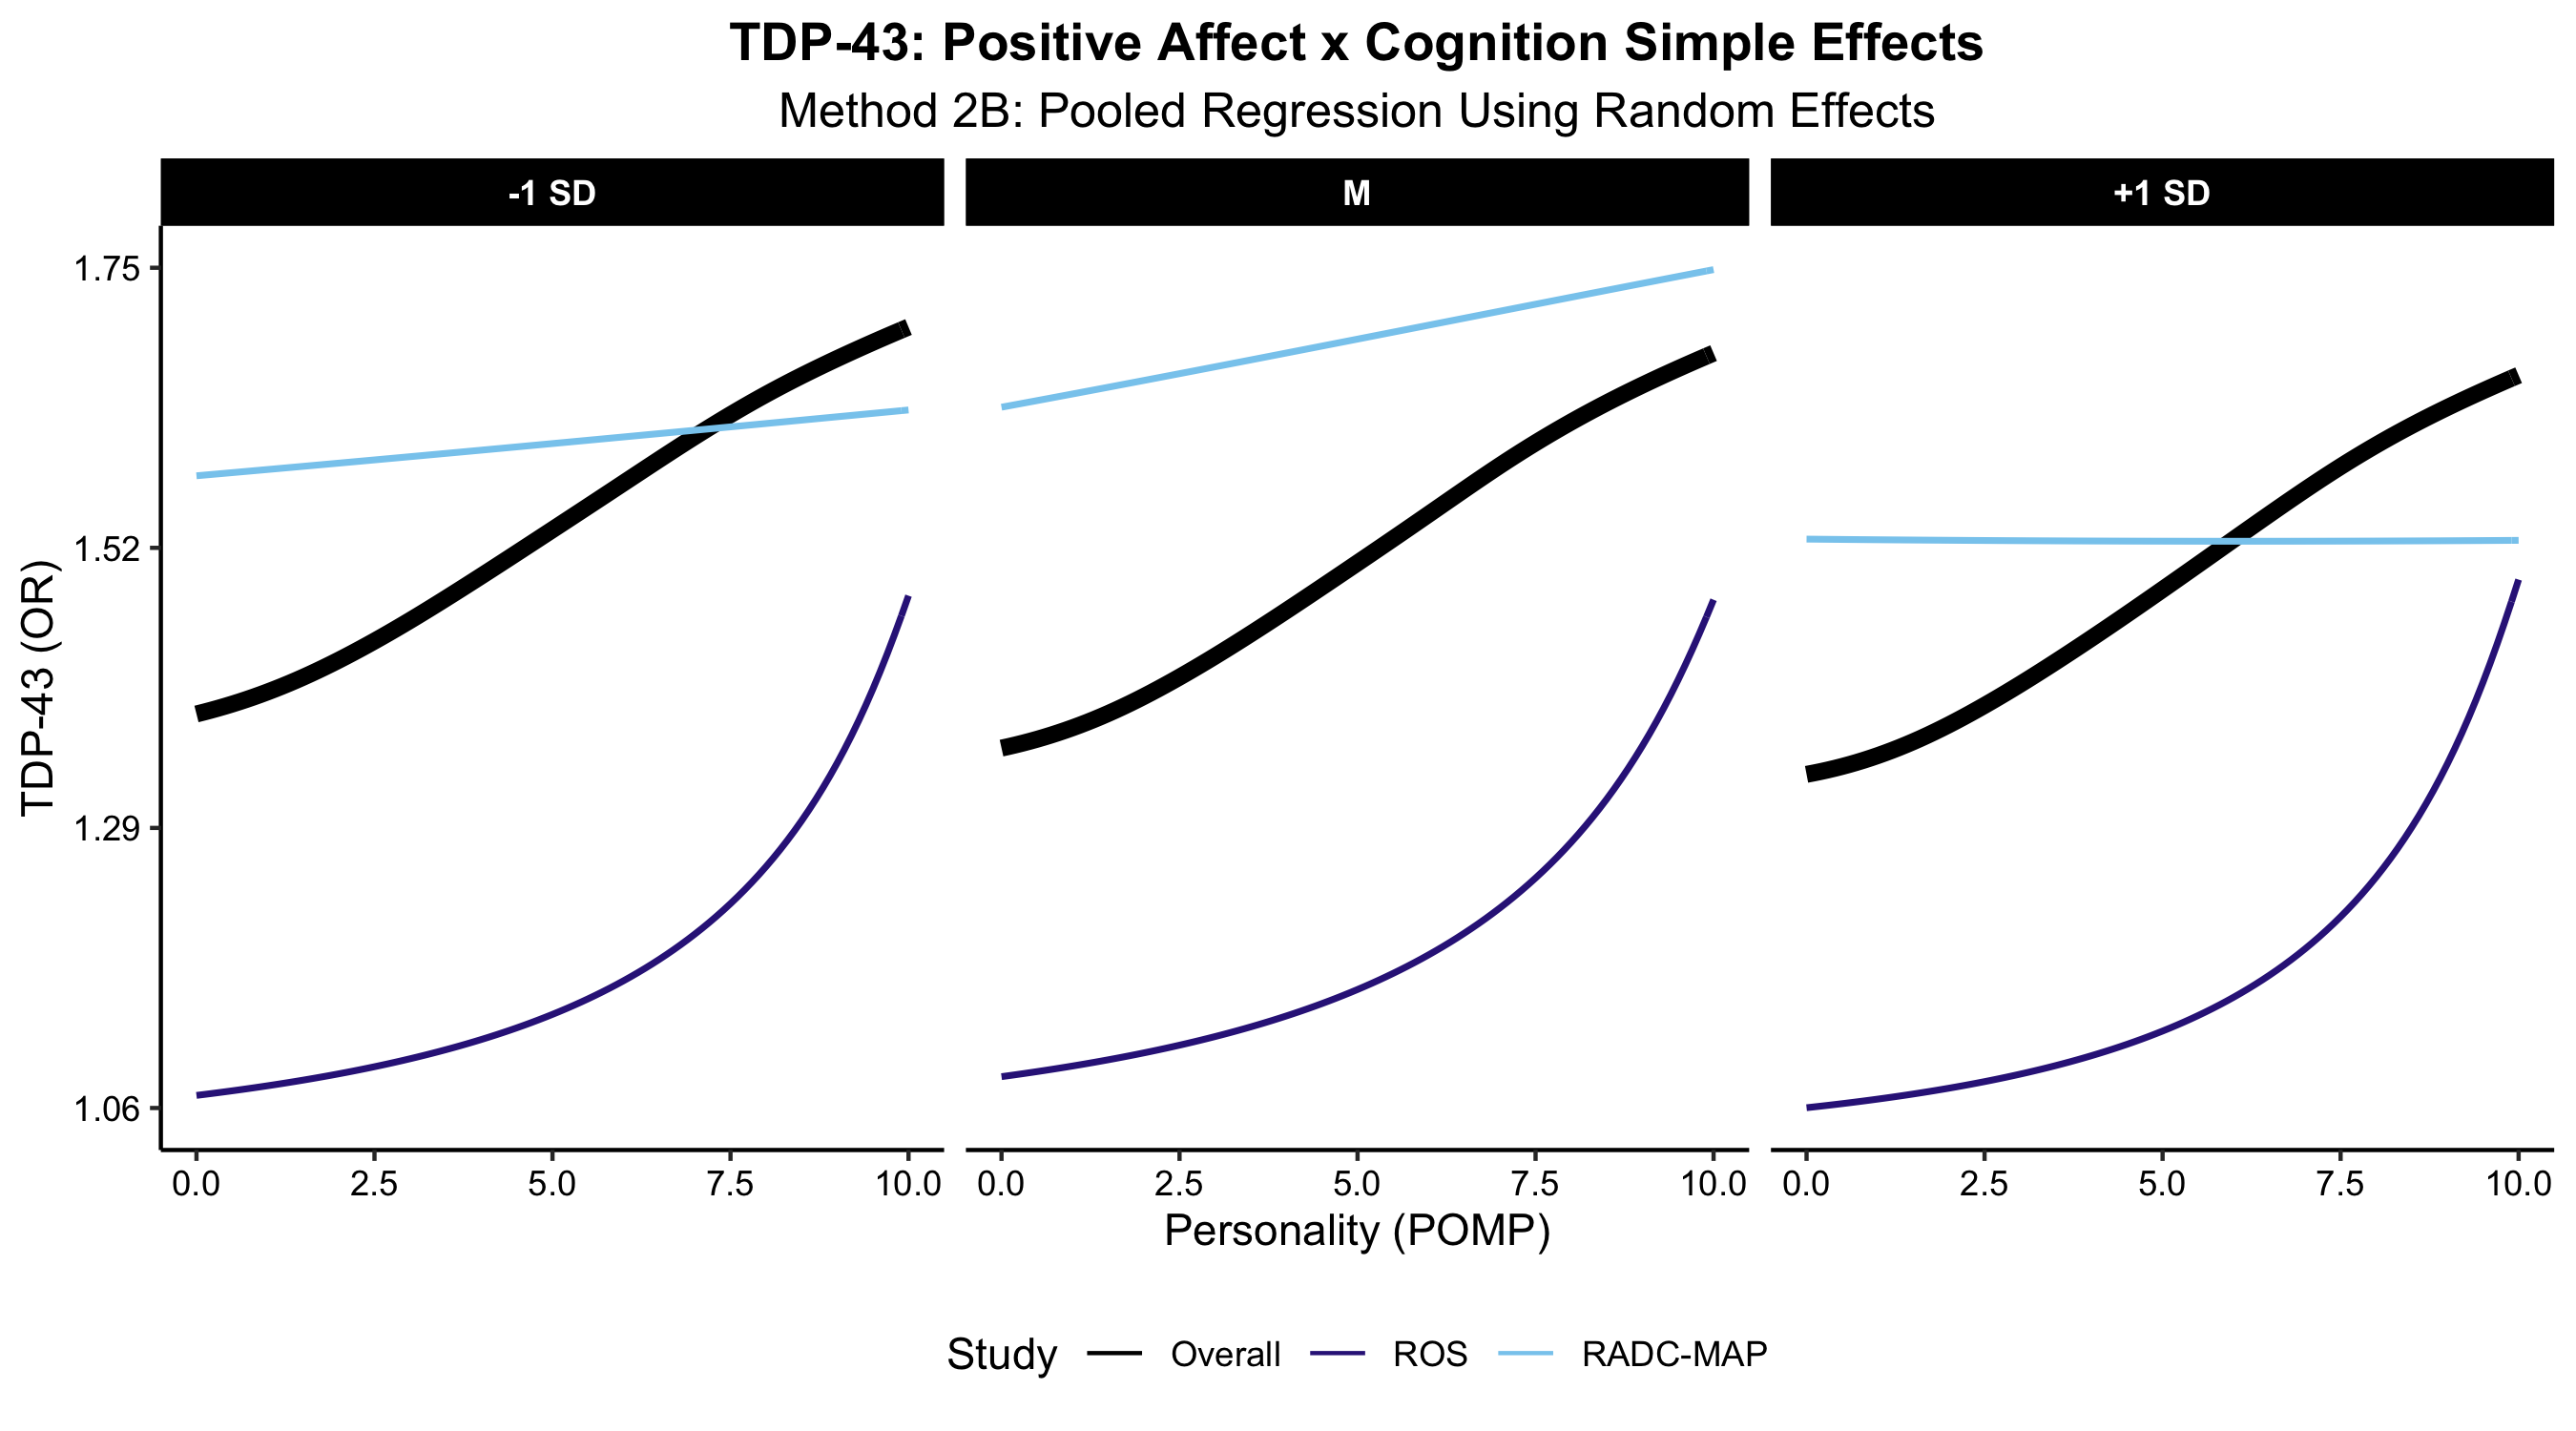 TDP-43: Positive Affect x Cognition Simple Effects
Method 2B: Pooled Regression Using Random Effects
-1 SD M +1 SD
TDP-43 (OR)
1.75
1.52
1.29
1.06
0.0 2.5 5.0 7.5 10.0 0.0 2.5 5.0 7.5 10.0 0.0 2.5 5.0 7.5 10.0
Personality (POMP)
Study Overall ROS RADC-MAP